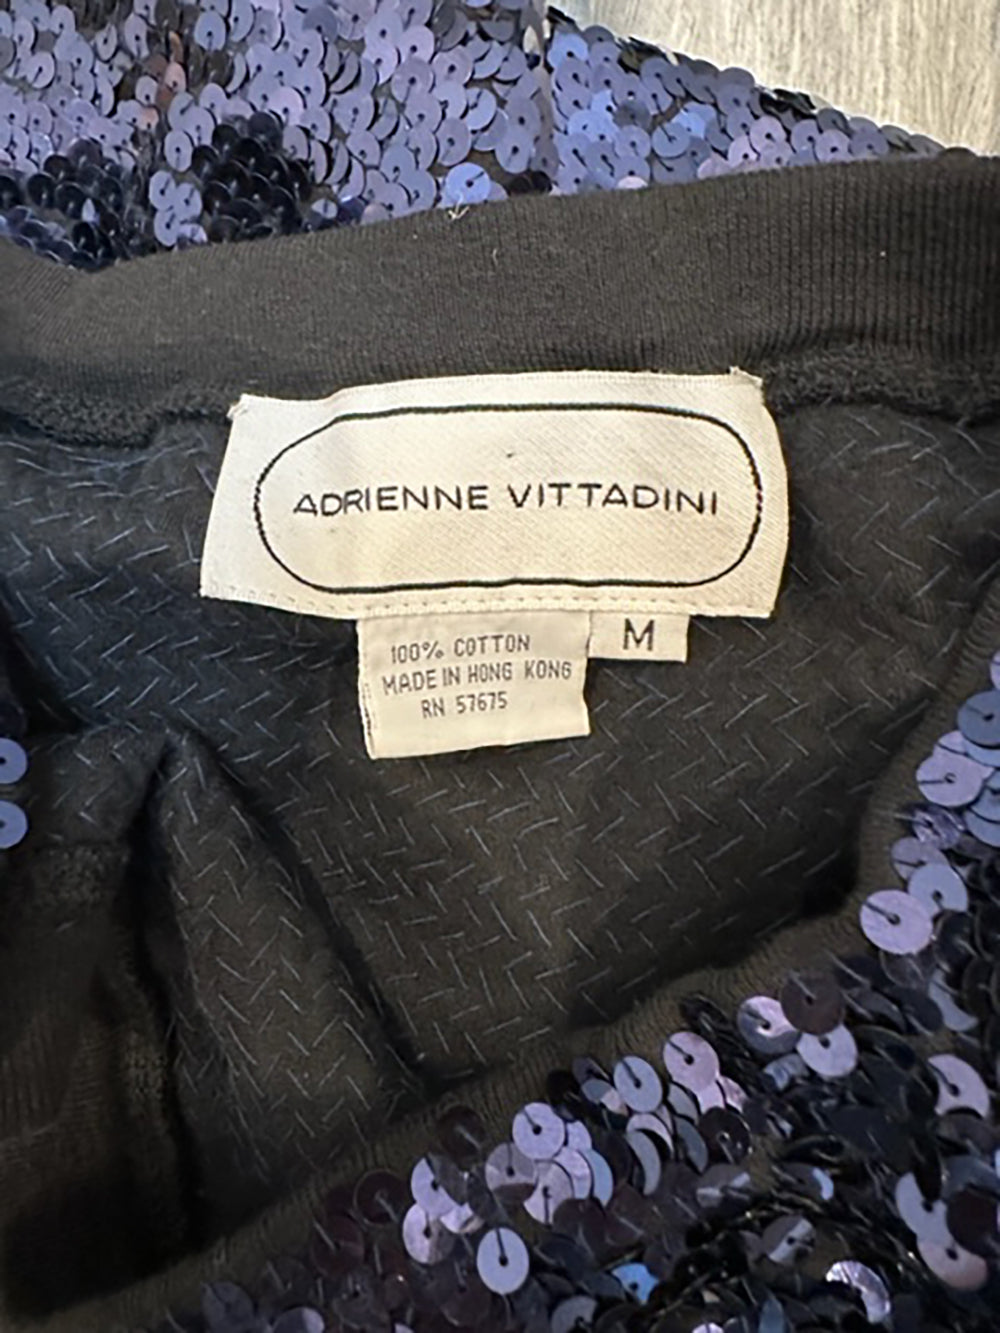 ADRIENNE VITTADINI
M
100% COTTON
MADE IN HONG KONG
RN 57675